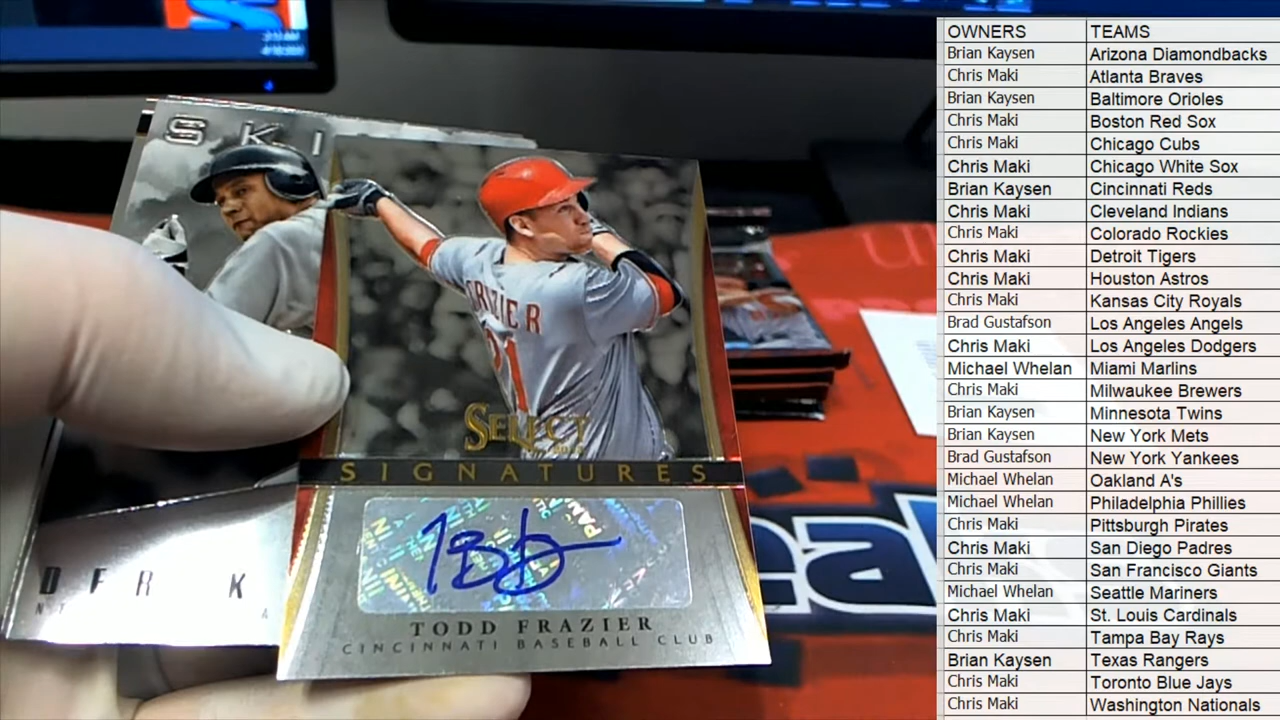 SKI
FRAZIER
21
SELECT
SIGNATURES
TODD FRAZIER
CINCINNATI BASEBALL CLUB
DER K
OWNERS TEAMS
Brian Kaysen Arizona Diamondbacks
Chris Maki Atlanta Braves
Brian Kaysen Baltimore Orioles
Chris Maki Boston Red Sox
Chris Maki Chicago Cubs
Chris Maki Chicago White Sox
Brian Kaysen Cincinnati Reds
Chris Maki Cleveland Indians
Chris Maki Colorado Rockies
Chris Maki Detroit Tigers
Chris Maki Houston Astros
Chris Maki Kansas City Royals
Brad Gustafson Los Angeles Angels
Chris Maki Los Angeles Dodgers
Michael Whelan Miami Marlins
Chris Maki Milwaukee Brewers
Brian Kaysen Minnesota Twins
Brian Kaysen New York Mets
Brad Gustafson New York Yankees
Michael Whelan Oakland A's
Michael Whelan Philadelphia Phillies
Chris Maki Pittsburgh Pirates
Chris Maki San Diego Padres
Chris Maki San Francisco Giants
Michael Whelan Seattle Mariners
Chris Maki St. Louis Cardinals
Chris Maki Tampa Bay Rays
Brian Kaysen Texas Rangers
Chris Maki Toronto Blue Jays
Chris Maki Washington Nationals